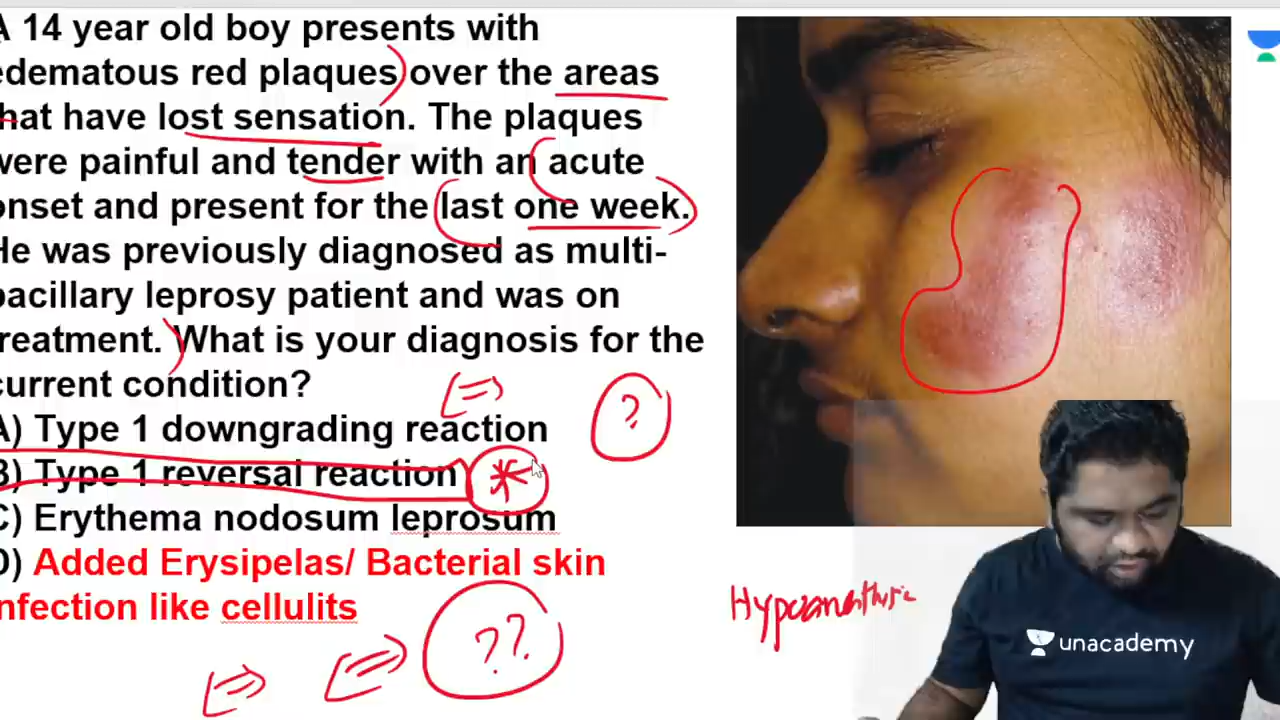 A 14 year old boy presents with
edematous red plaques over the areas
that have lost sensation. The plaques
were painful and tender with an acute
onset and present for the last one week.
He was previously diagnosed as multi-
bacillary leprosy patient and was on
treatment. What is your diagnosis for the
current condition?
A) Type 1 downgrading reaction
?
B) Type 1 reversal reaction
C) Erythema nodosum leprosum
D) Added Erysipelas/ Bacterial skin
infection like cellulits
??
unacademy